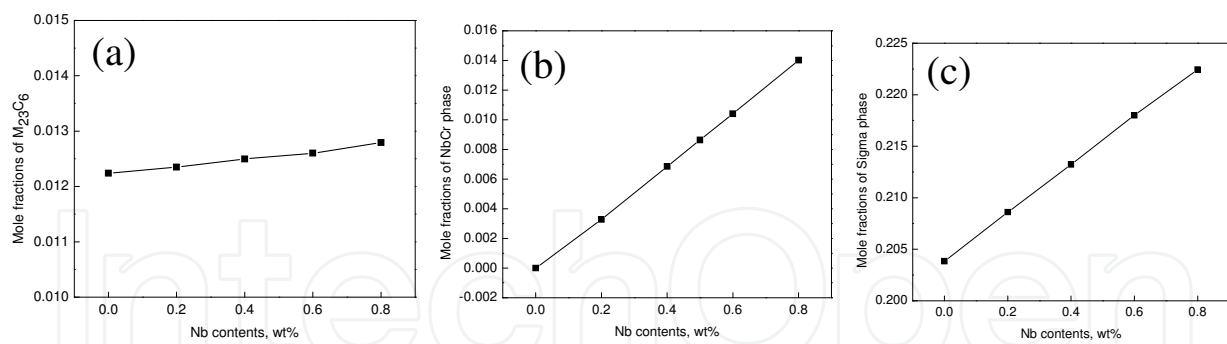 (a)
Mole fractions of M23C6
0.015
0.014
0.013
0.012
0.011
0.010
0.0 0.2 0.4 0.6 0.8
Nb contents, wt%
(b)
Mole fractions of NbCr phase
0.016
0.014
0.012
0.010
0.008
0.006
0.004
0.002
0.000
-0.002
0.0 0.2 0.4 0.6 0.8
Nb contents, wt%
(c)
Mole fractions of Sigma phase
0.225
0.220
0.215
0.210
0.205
0.200
0.0 0.2 0.4 0.6 0.8
Nb contents, wt%
IntechOpen